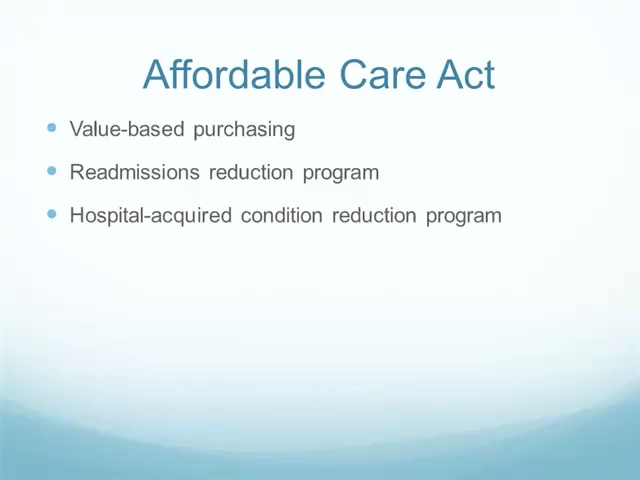 Affordable Care Act
Value-based purchasing
Readmissions reduction program
Hospital-acquired condition reduction program